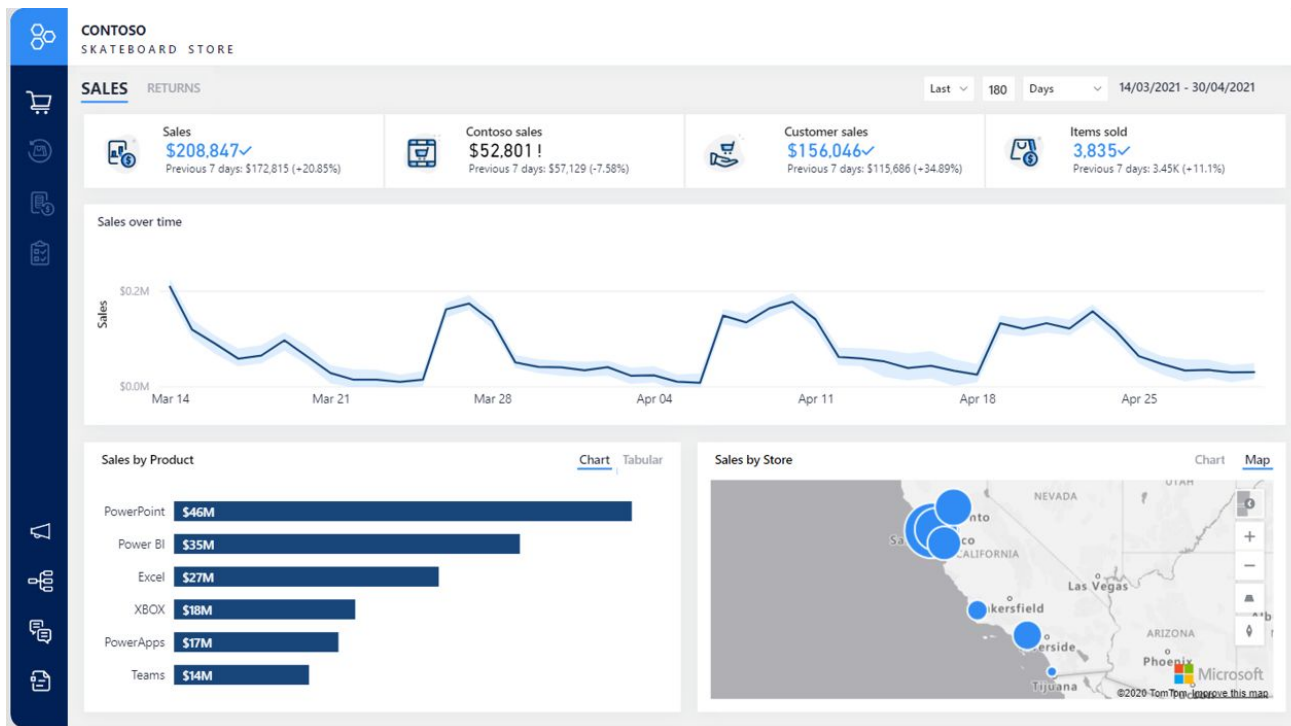 CONTOSO
SKATEBOARD STORE
SALES RETURNS
Last 180 Days 14/03/2021 - 30/04/2021
Sales
$208,847
Previous 7 days: $172,815 (+20.85%)
Contoso sales
$52,801 !
Previous 7 days: $57,129 (-7.58%)
Customer sales
$156,046
Previous 7 days: $115,686 (+34.89%)
Items sold
3,835
Previous 7 days: 3.45K (+11.1%)
Sales over time
Sales
$0.2M
$0.0M
Mar 14 Mar 21 Mar 28 Apr 04 Apr 11 Apr 18 Apr 25
Sales by Product
Chart Tabular
PowerPoint $46M
Power BI $35M
Excel $27M
XBOX $18M
PowerApps $17M
Teams $14M
Sales by Store
Chart Map
UTAH
NEVADA
nto
Sa co
CALIFORNIA
Las Vegas
kersfield
erside
ARIZONA
Phoenix
Tijuana
Microsoft
©2020 TomTom Improve this map